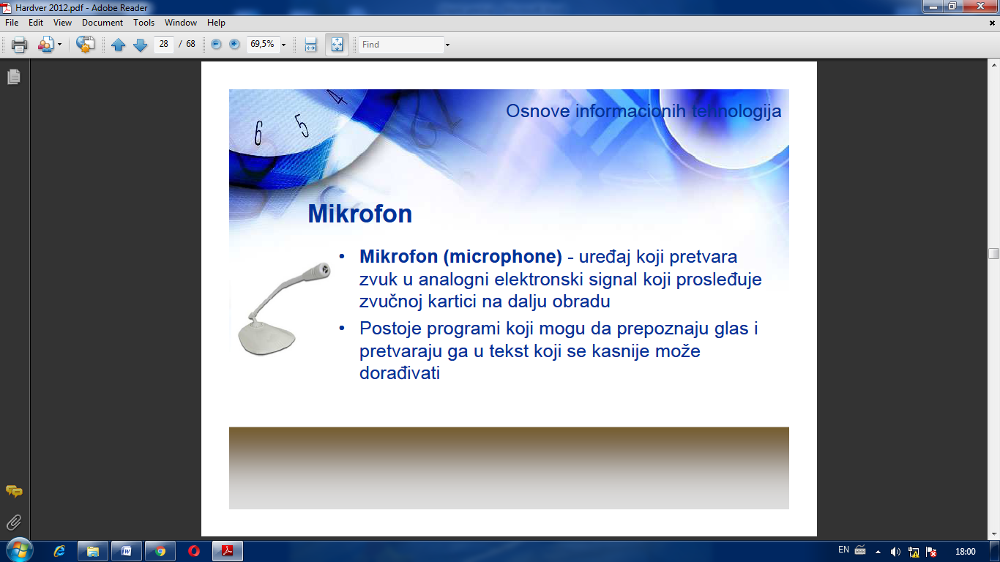 Hardver 2012.pdf - Adobe Reader
File Edit View Document Tools Window Help
28 / 68 69,5% Find
6 5 4
Osnove informacionih tehnologija
Mikrofon
• Mikrofon (microphone) - uređaj koji pretvara
zvuk u analogni elektronski signal koji prosleđuje
zvučnoj kartici na dalju obradu
• Postoje programi koji mogu da prepoznaju glas i
pretvaraju ga u tekst koji se kasnije može
dorađivati
EN 18:00